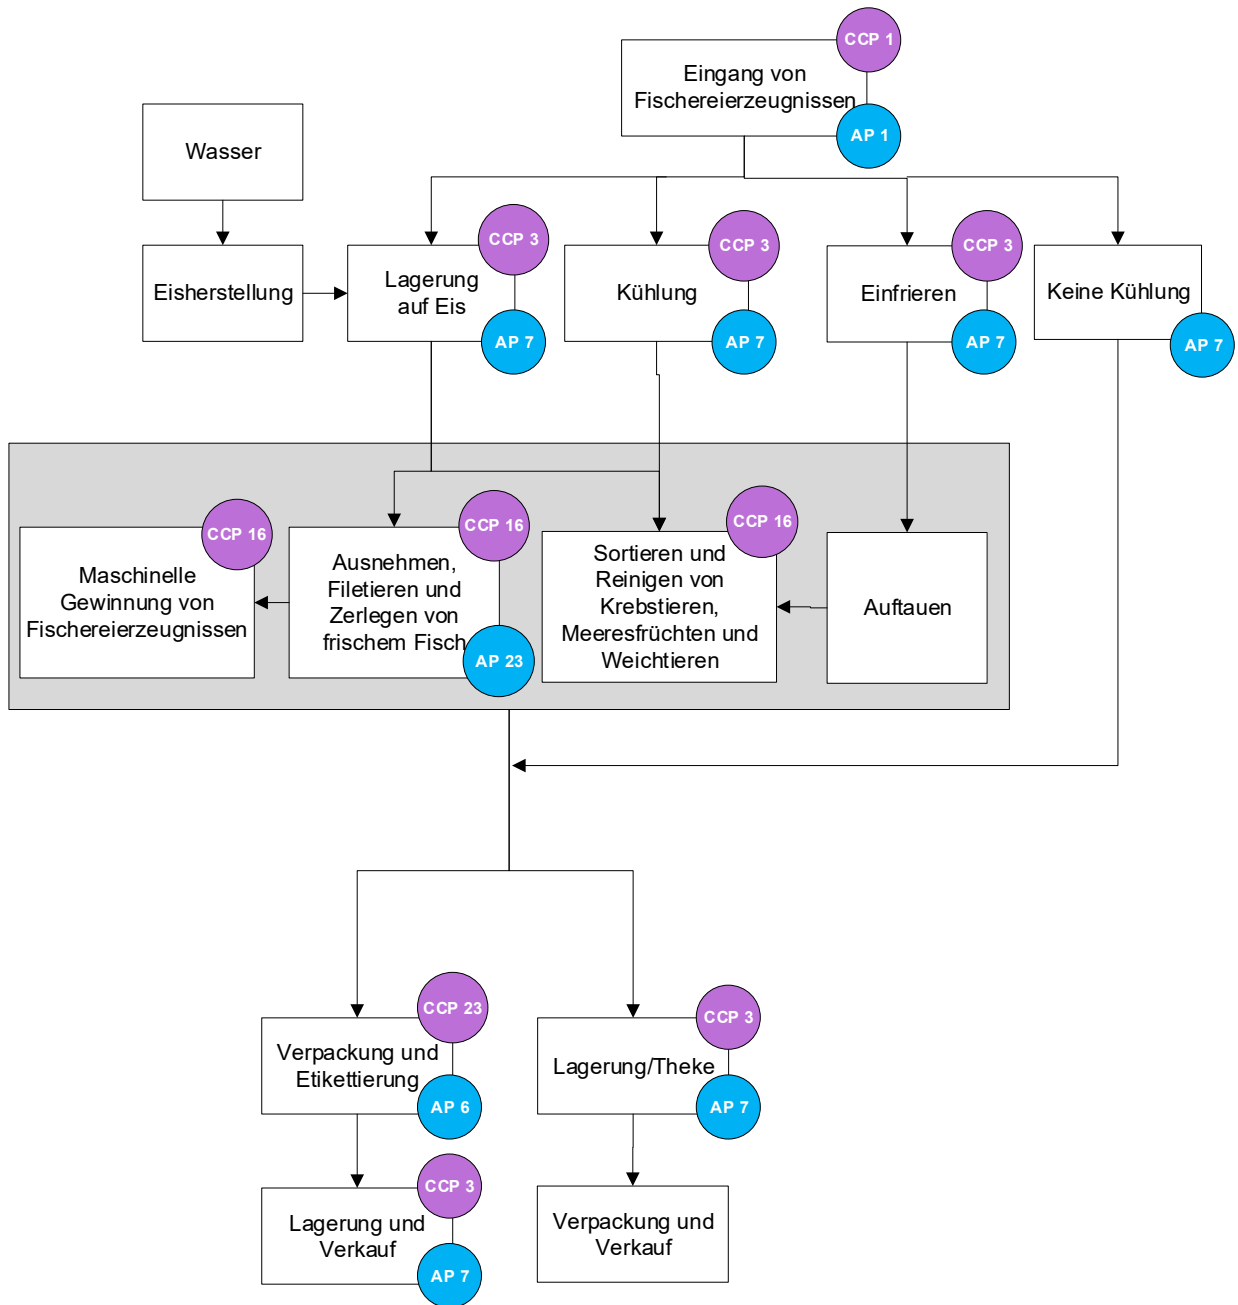 CCP 1
Eingang von
Fischereierzeugnissen
AP 1
Wasser
Eisherstellung
CCP 3
Lagerung
auf Eis
AP 7
CCP 3
Kühlung
AP 7
CCP 3
Einfrieren
AP 7
Keine Kühlung
AP 7
CCP 16
Maschinelle
Gewinnung von
Fischereierzeugnissen
CCP 16
Ausnehmen,
Filetieren und
Zerlegen von
frischem Fisch
AP 23
CCP 16
Sortieren und
Reinigen von
Krebstieren,
Meeresfrüchten und
Weichtieren
Auftauen
CCP 23
Verpackung und
Etikettierung
AP 6
CCP 3
Lagerung/Theke
AP 7
CCP 3
Lagerung und
Verkauf
AP 7
Verpackung und
Verkauf